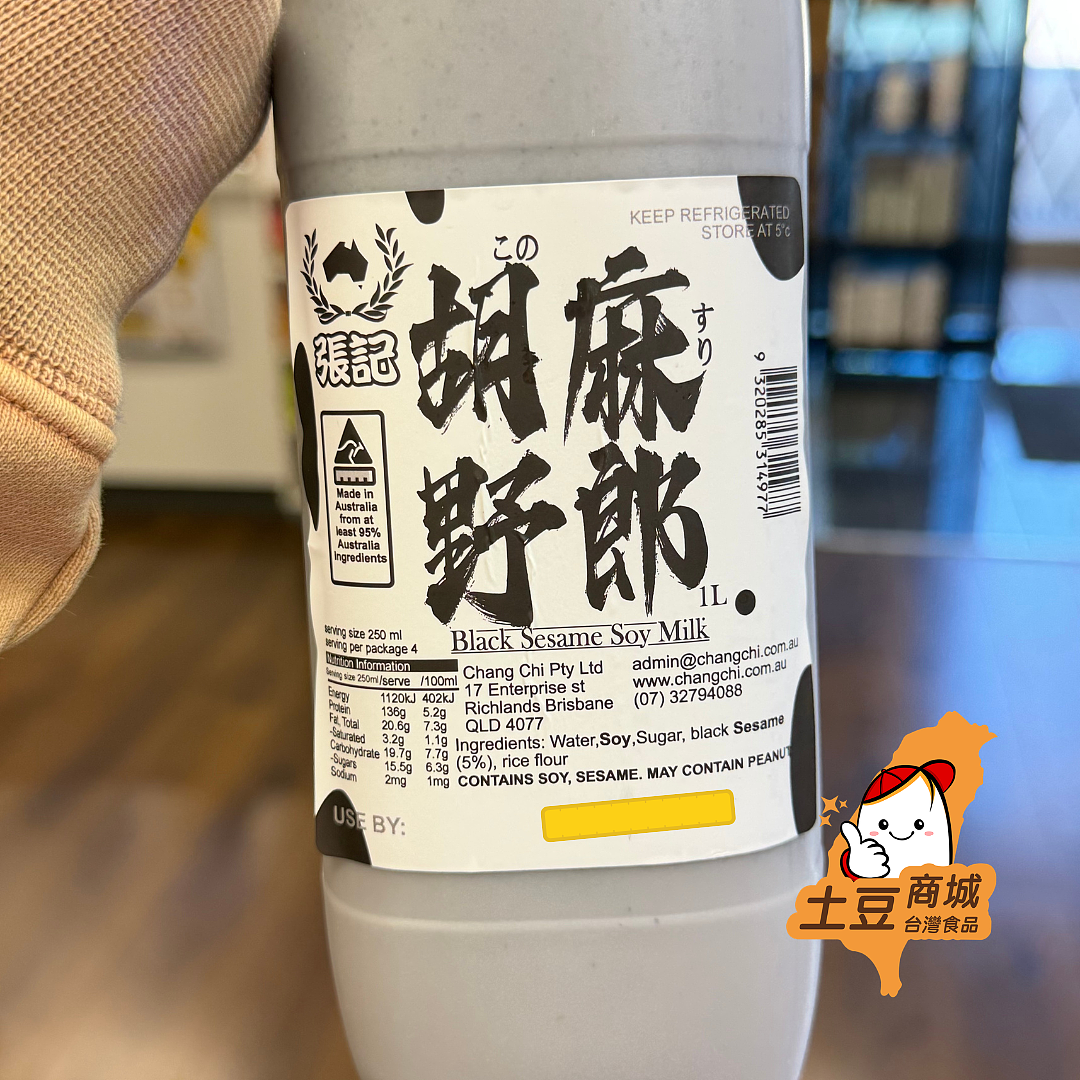 KEEP REFRIGERATED
STORE AT 5°c
張記
この
胡麻
すり
野郎
1L
Black Sesame Soy Milk
Made in
Australia
from at
least 95%
Australia
Ingredients
9 320285 314977
serving size 250 ml
serving per package 4
Nutrition Information
Serving size 250ml /serve /100ml
Energy 1120kJ 402kJ
Protein 136g 5.2g
Fat, Total 20.6g 7.3g
-Saturated 3.2g 1.1g
Carbohydrate 19.7g 7.7g
-Sugars 15.5g 6.3g
Sodium 2mg 1mg
Chang Chi Pty Ltd
17 Enterprise st
Richlands Brisbane
QLD 4077
admin@changchi.com.au
www.changchi.com.au
(07) 32794088
Ingredients: Water,Soy,Sugar, black Sesame
(5%), rice flour
CONTAINS SOY, SESAME. MAY CONTAIN PEANUT
USE BY:
土豆商城
台灣食品